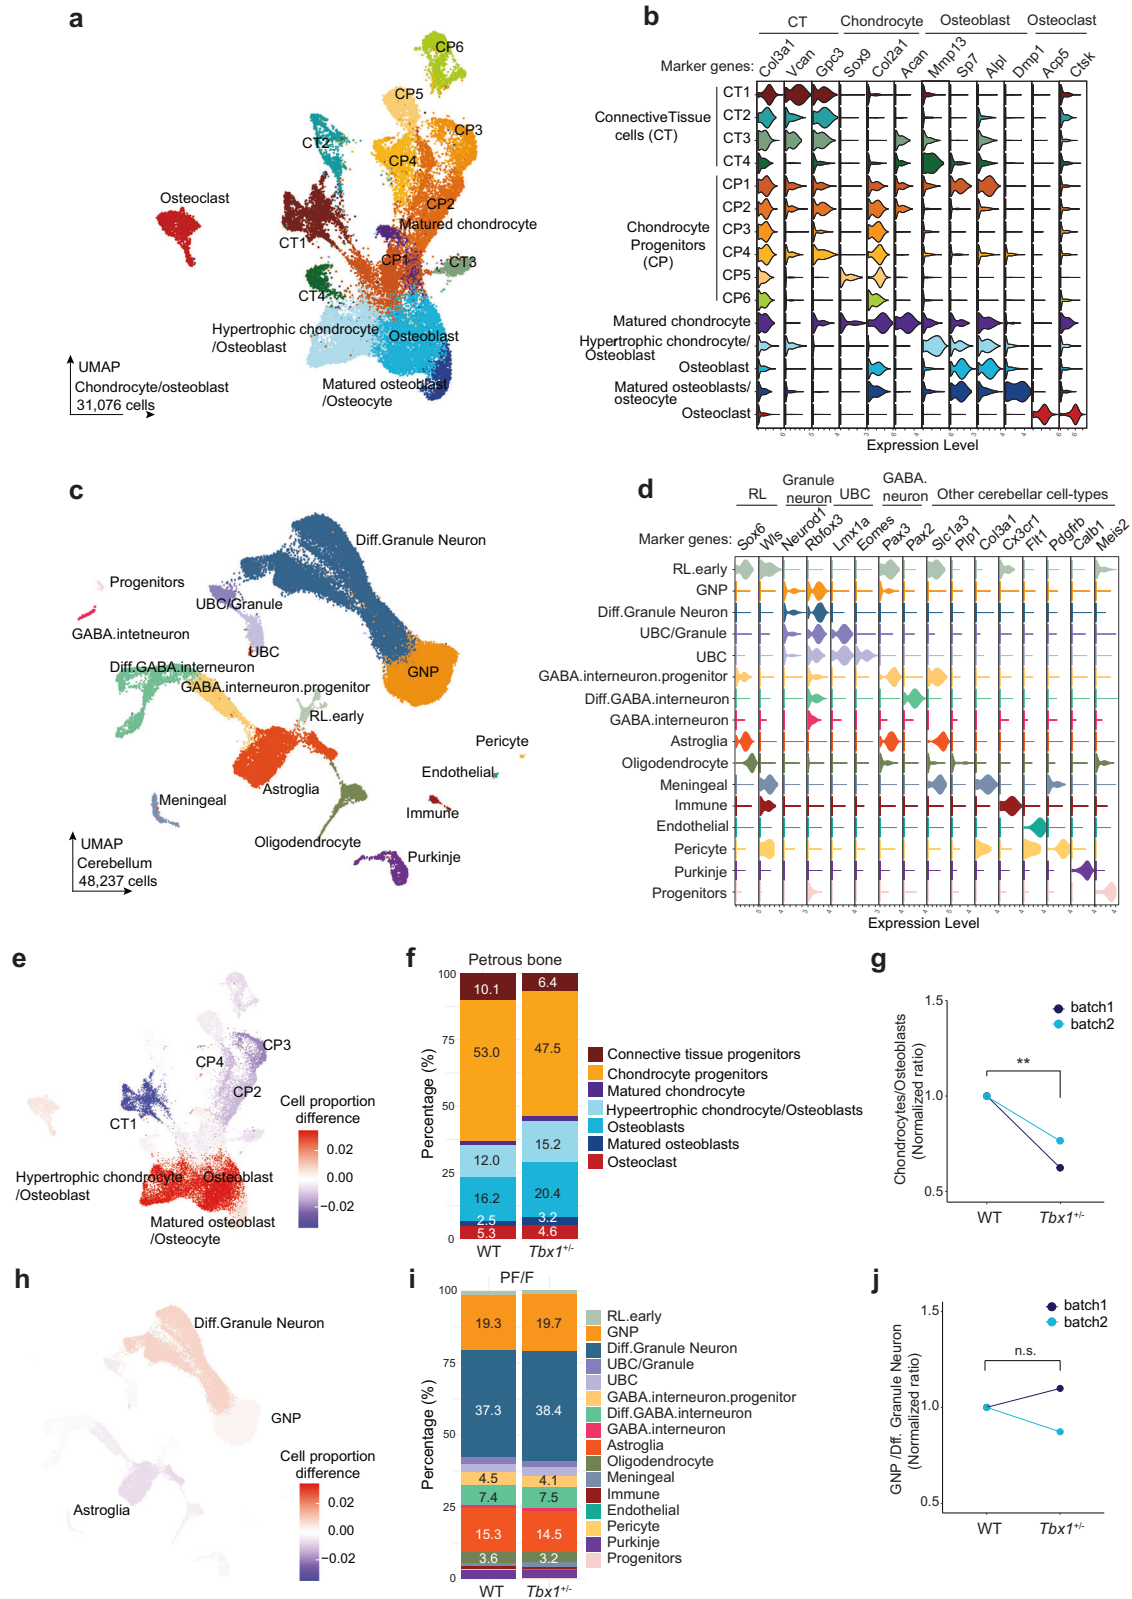 a
CP6
CP5
CP3
CT2
CP4
Osteoclast
CP2
Matured chondrocyte
CT1
CP1
CT3
CT4
Hypertrophic chondrocyte
/Osteoblast
Osteoblast
UMAP
Chondrocyte/osteoblast
31,076 cells
Matured osteoblast
/Osteocyte
b
CT
Chondrocyte
Osteoblast
Osteoclast
Marker genes:
Col3a1
Vcan
Gpc3
Sox9
Col2a1
Acan
Mmp13
Sp7
Alpl
Dmp1
Acp5
Ctsk
ConnectiveTissue
cells (CT)
CT1
CT2
CT3
CT4
Chondrocyte
Progenitors
(CP)
CP1
CP2
CP3
CP4
CP5
CP6
Matured chondrocyte
Hypertrophic chondrocyte/
Osteoblast
Osteoblast
Matured osteoblasts/
osteocyte
Osteoclast
Expression Level
c
Diff.Granule Neuron
Progenitors
UBC/Granule
GABA.intetneuron
UBC
Diff.GABA.interneuron
GNP
GABA.interneuron.progenitor
RL.early
Pericyte
Endothelial
Astroglia
Meningeal
Immune
Oligodendrocyte
Purkinje
UMAP
Cerebellum
48,237 cells
d
RL
Granule
neuron
UBC
GABA.
neuron
Other cerebellar cell-types
Marker genes:
Sox6
Wls
Neurod1
Rbfox3
Lmx1a
Eomes
Pax3
Pax2
Slc1a3
Plp1
Col3a1
Cx3cr1
Flt1
Pdgfrb
Calb1
Meis2
RL.early
GNP
Diff.Granule Neuron
UBC/Granule
UBC
GABA.interneuron.progenitor
Diff.GABA.interneuron
GABA.interneuron
Astroglia
Oligodendrocyte
Meningeal
Immune
Endothelial
Pericyte
Purkinje
Progenitors
Expression Level
e
CP3
CP4
CP2
CT1
Cell proportion
difference
0.02
0.00
−0.02
Hypertrophic chondrocyte
/Osteoblast
Osteoblast
Matured osteoblast
/Osteocyte
f
Petrous bone
Percentage (%)
100
75
50
25
0
10.1
53.0
12.0
16.2
2.5
5.3
6.4
47.5
15.2
20.4
3.2
4.6
WT
Tbx1+/-
Connective tissue progenitors
Chondrocyte progenitors
Matured chondrocyte
Hypeertrophic chondrocyte/Osteoblasts
Osteoblasts
Matured osteoblasts
Osteoclast
g
Chondrocytes/Osteoblasts
(Normalized ratio)
1.5
1.0
0.5
batch1
batch2
**
WT
Tbx1+/-
h
Diff.Granule Neuron
GNP
Astroglia
Cell proportion
difference
0.02
0.00
−0.02
i
PF/F
Percentage (%)
100
75
50
25
0
19.3
37.3
4.5
7.4
15.3
3.6
19.7
38.4
4.1
7.5
14.5
3.2
WT
Tbx1+/-
RL.early
GNP
Diff.Granule Neuron
UBC/Granule
UBC
GABA.interneuron.progenitor
Diff.GABA.interneuron
GABA.interneuron
Astroglia
Oligodendrocyte
Meningeal
Immune
Endothelial
Pericyte
Purkinje
Progenitors
j
GNP /Dff. Granule Neuron
(Normalized ratio)
1.5
1.0
0.5
batch1
batch2
n.s.
WT
Tbx1+/-